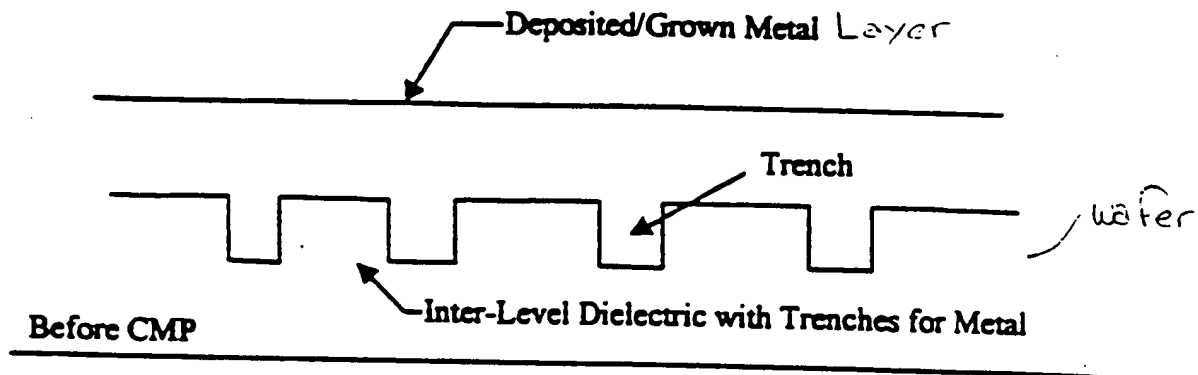 Deposited/Grown Metal Layer
Trench
wafer
Inter-Level Dielectric with Trenches for Metal
Before CMP